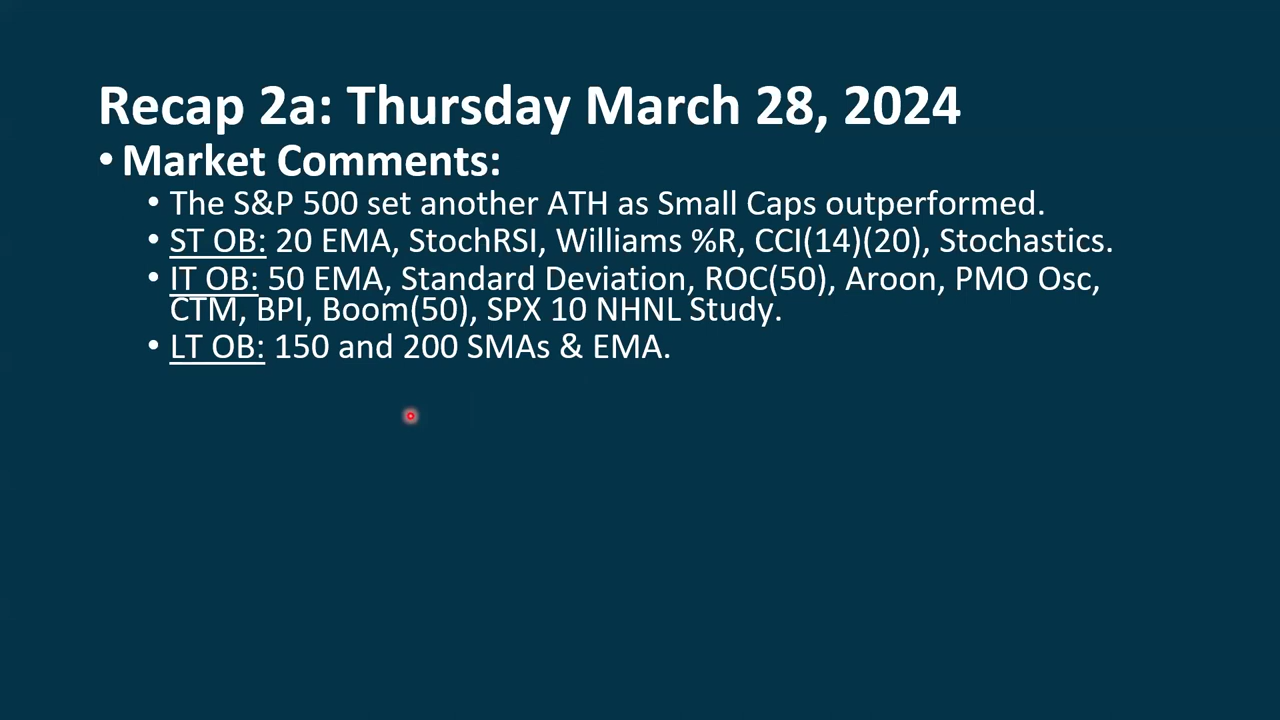 Recap 2a: Thursday March 28, 2024
• Market Comments:
• The S&P 500 set another ATH as Small Caps outperformed.
• ST OB: 20 EMA, StochRSI, Williams %R, CCI(14)(20), Stochastics.
• IT OB: 50 EMA, Standard Deviation, ROC(50), Aroon, PMO Osc,
CTM, BPI, Boom(50), SPX 10 NHNL Study.
• LT OB: 150 and 200 SMAs & EMA.